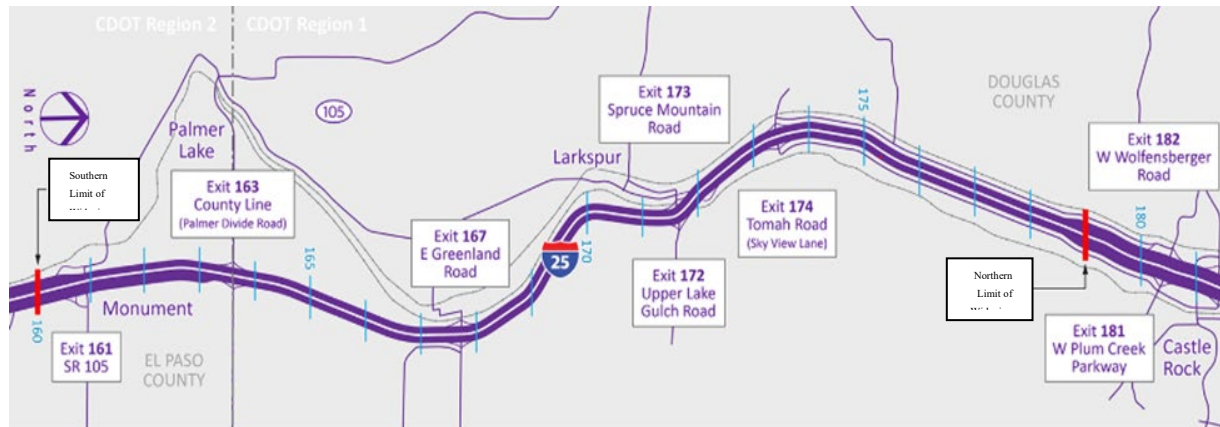 CDOT Region 2
CDOT Region 1
North
105
Palmer
Lake
Southern
Limit of
Exit 163
County Line
(Palmer Divide Road)
160
Monument
Exit 161
SR 105
EL PASO
COUNTY
165
Exit 167
E Greenland
Road
Larkspur
25
170
Exit 173
Spruce Mountain
Road
Exit 172
Upper Lake
Gulch Road
Exit 174
Tomah Road
(Sky View Lane)
175
DOUGLAS
COUNTY
Northern
Limit of
180
Exit 182
W Wolfensberger
Road
Exit 181
W Plum Creek
Parkway
Castle
Rock